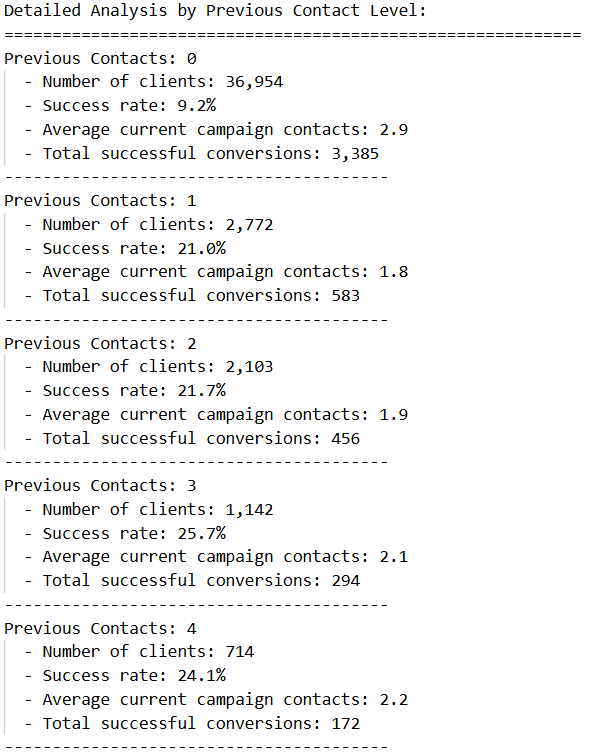 Detailed Analysis by Previous Contact Level:
============================================================
Previous Contacts: 0
  - Number of clients: 36,954
  - Success rate: 9.2%
  - Average current campaign contacts: 2.9
  - Total successful conversions: 3,385
----------------------------------------
Previous Contacts: 1
  - Number of clients: 2,772
  - Success rate: 21.0%
  - Average current campaign contacts: 1.8
  - Total successful conversions: 583
----------------------------------------
Previous Contacts: 2
  - Number of clients: 2,103
  - Success rate: 21.7%
  - Average current campaign contacts: 1.9
  - Total successful conversions: 456
----------------------------------------
Previous Contacts: 3
  - Number of clients: 1,142
  - Success rate: 25.7%
  - Average current campaign contacts: 2.1
  - Total successful conversions: 294
----------------------------------------
Previous Contacts: 4
  - Number of clients: 714
  - Success rate: 24.1%
  - Average current campaign contacts: 2.2
  - Total successful conversions: 172
----------------------------------------